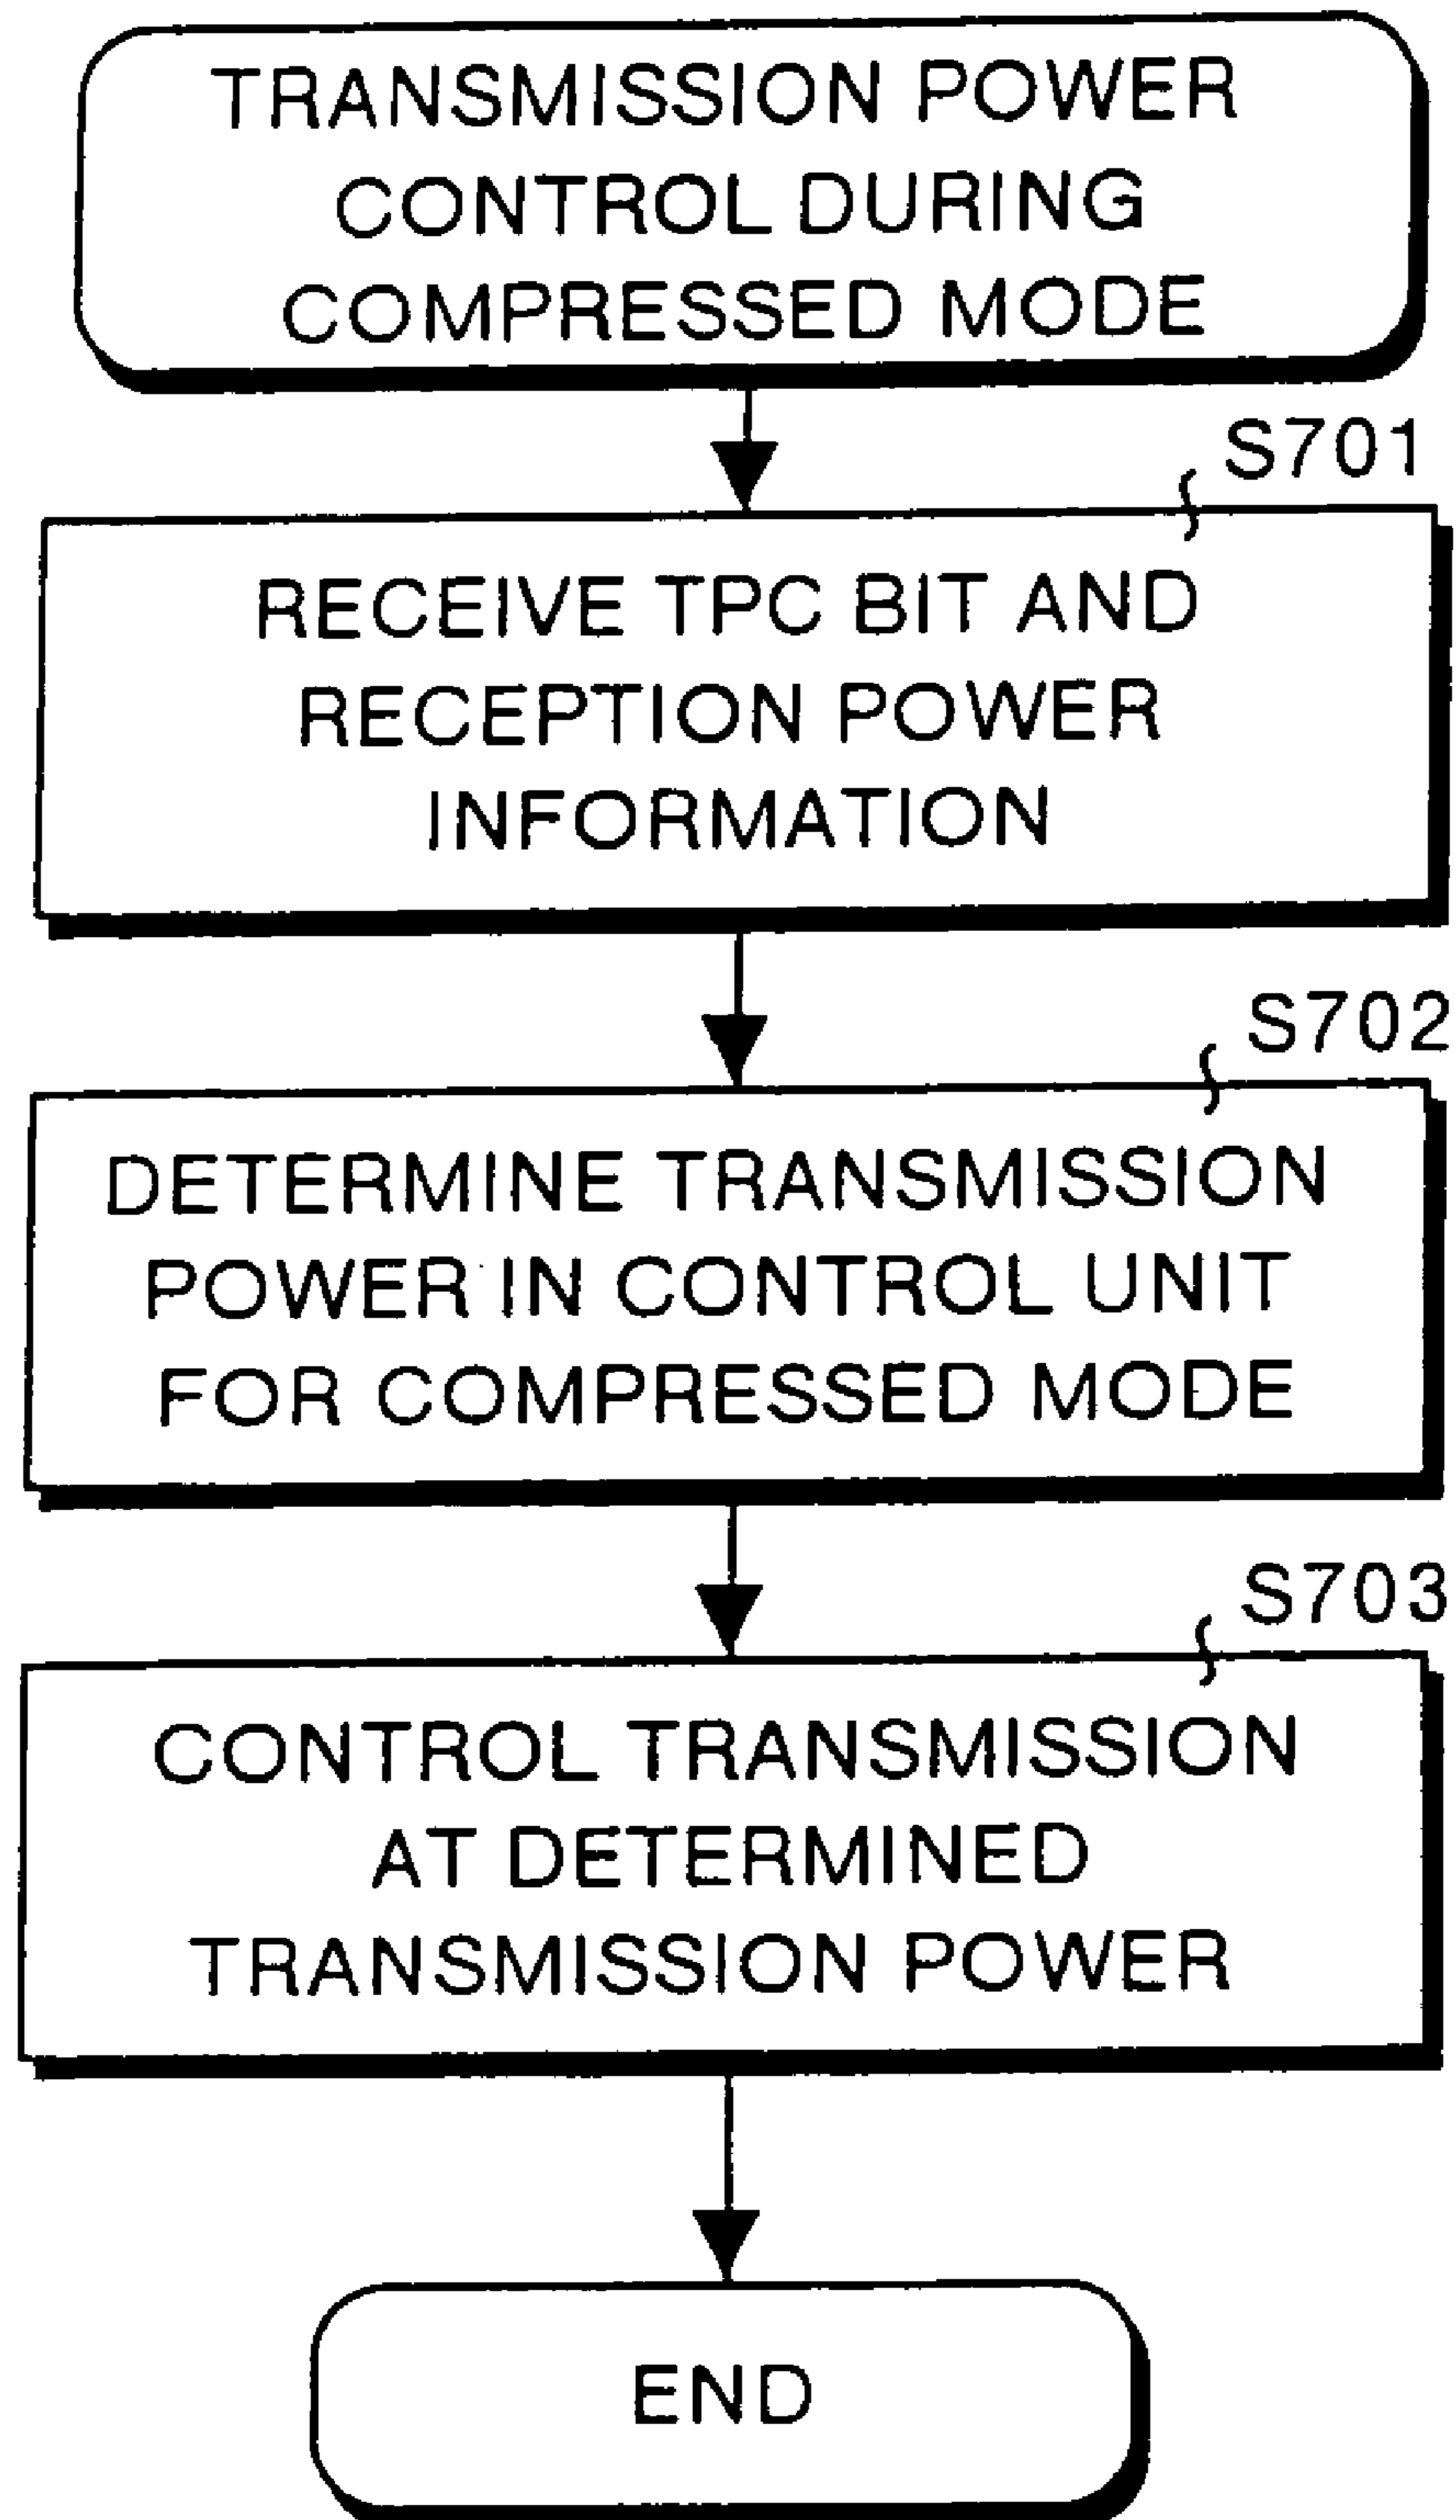 TRANSMISSION POWER
CONTROL DURING
COMPRESSED MODE
S701
RECEIVE TPC BIT AND
RECEPTION POWER
INFORMATION
S702
DETERMINE TRANSMISSION
POWER IN CONTROL UNIT
FOR COMPRESSED MODE
S703
CONTROL TRANSMISSION
AT DETERMINED
TRANSMISSION POWER
END